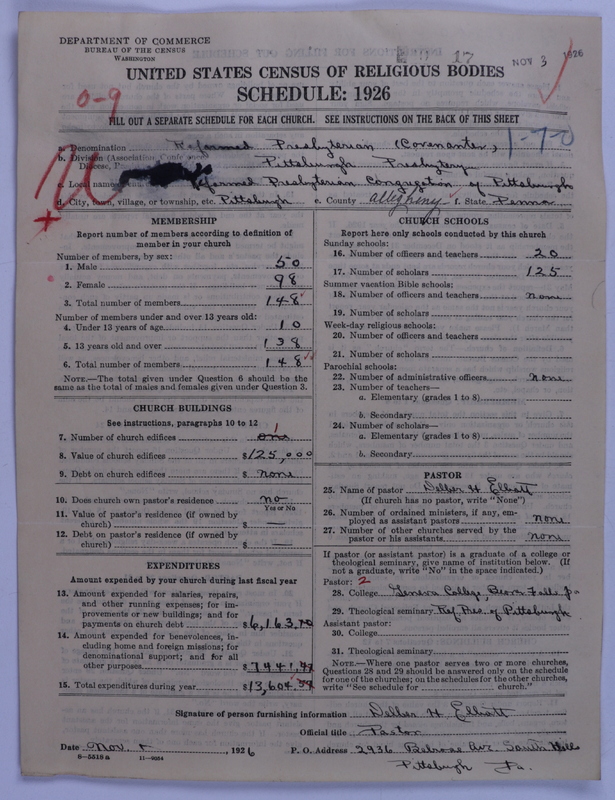 DEPARTMENT OF COMMERCE
BUREAU OF THE CENSUS
WASHINGTON
17 NOV 3 1926
UNITED STATES CENSUS OF RELIGIOUS BODIES
SCHEDULE: 1926
0-9
FILL OUT A SEPARATE SCHEDULE FOR EACH CHURCH. SEE INSTRUCTIONS ON THE BACK OF THIS SHEET
1-7-0
a. Denomination Reformed Presbyterian (Covenanter)
b. Division (Association, Conference
Diocese, P Pittsburgh Presbytery
c. Local name Reformed Presbyterian Congregation of Pittsburgh
d. City, town, village, or township, etc. Pittsburgh e. County Allegheny f. State Penna
MEMBERSHIP
Report number of members according to definition of
member in your church
Number of members, by sex:
1. Male 50
2. Female 98
3. Total number of members 148
Number of members under and over 13 years old:
4. Under 13 years of age 10
5. 13 years old and over 138
6. Total number of members 148
NOTE.—The total given under Question 6 should be the
same as the total of males and females given under Question 3.
CHURCH BUILDINGS
See instructions, paragraphs 10 to 12
7. Number of church edifices one 1
8. Value of church edifices $125,000
9. Debt on church edifices $ none
10. Does church own pastor's residence no
Yes or No
11. Value of pastor's residence (if owned by
church) $ —
12. Debt on pastor's residence (if owned by
church) $ —
EXPENDITURES
Amount expended by your church during last fiscal year
13. Amount expended for salaries, repairs,
and other running expenses; for im-
provements or new buildings; and for
payments on church debt $6,163.
14. Amount expended for benevolences, in-
cluding home and foreign missions; for
denominational support; and for all
other purposes $7441.
15. Total expenditures during year $13,604.
CHURCH SCHOOLS
Report here only schools conducted by this church
Sunday schools:
16. Number of officers and teachers 20
17. Number of scholars 125
Summer vacation Bible schools:
18. Number of officers and teachers none
19. Number of scholars
Week-day religious schools:
20. Number of officers and teachers
21. Number of scholars
Parochial schools:
22. Number of administrative officers none
23. Number of teachers—
a. Elementary (grades 1 to 8)
b. Secondary
24. Number of scholars—
a. Elementary (grades 1 to 8)
b. Secondary
PASTOR
25. Name of pastor Delber H. Elliott
(If church has no pastor, write "None")
26. Number of ordained ministers, if any, em-
ployed as assistant pastors none
27. Number of other churches served by the
pastor or his assistants none
If pastor (or assistant pastor) is a graduate of a college or
theological seminary, give name of institution below. (If
not a graduate, write "No" in the space indicated.)
Pastor: 2
28. College Geneva College, Beaver Falls, Pa
29. Theological seminary Ref. Pres. of Pittsburgh
Assistant pastor:
30. College
31. Theological seminary
NOTE.—Where one pastor serves two or more churches,
Questions 28 and 29 should be answered only on the schedule
for one of the churches; on the schedules for the other churches,
write "See schedule for church."
Signature of person furnishing information Delber H. Elliott
Official title Pastor
Date Nov. 1926 P. O. Address 2936 Belrose Ave. South Hills
8-5518a 11-9264 Pittsburgh Pa.